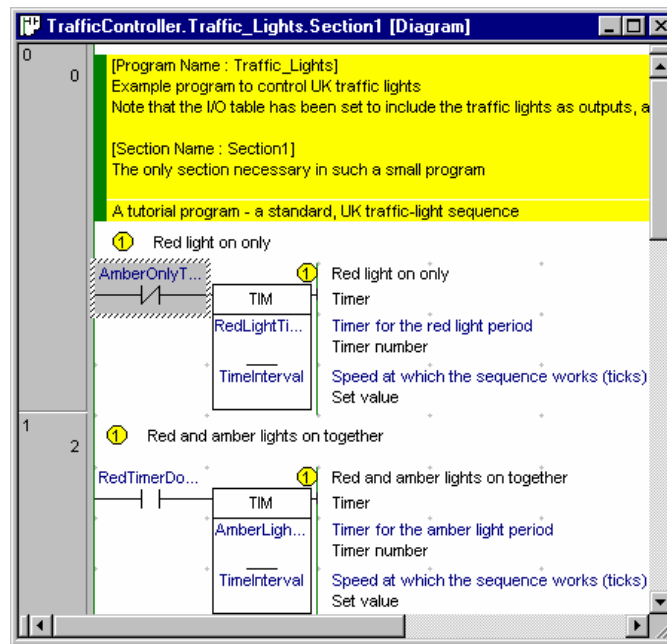 TrafficController.Traffic_Lights.Section1 [Diagram]
0
0
[Program Name : Traffic_Lights]
Example program to control UK traffic lights
Note that the I/O table has been set to include the traffic lights as outputs, a
[Section Name : Section1]
The only section necessary in such a small program
A tutorial program - a standard, UK traffic-light sequence
1 Red light on only
AmberOnlyT...
1 Red light on only
TIM Timer
RedLightTi... Timer for the red light period
Timer number
TimeInterval Speed at which the sequence works (ticks)
Set value
1
2
1 Red and amber lights on together
RedTimerDo...
1 Red and amber lights on together
TIM Timer
AmberLigh... Timer for the amber light period
Timer number
TimeInterval Speed at which the sequence works (ticks)
Set value